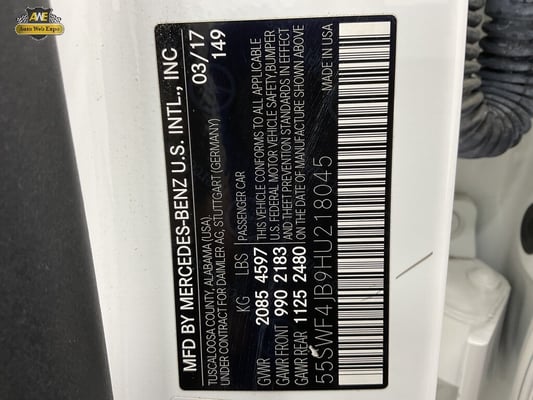 AWE
Auto Web Expo
MFD BY MERCEDES-BENZ U.S. INTL., INC
TUSCALOOSA COUNTY, ALABAMA (USA),
UNDER CONTRACT FOR DAIMLER AG, STUTTGART (GERMANY)
03/17
149
KG LBS PASSENGER CAR
GVWR 2085 4597
GAWR FRONT 990 2183
GAWR REAR 1125 2480
THIS VEHICLE CONFORMS TO ALL APPLICABLE
U.S. FEDERAL MOTOR VEHICLE SAFETY,BUMPER
AND THEFT PREVENTION STANDARDS IN EFFECT
ON THE DATE OF MANUFACTURE SHOWN ABOVE
55SWF4JB9HU218045
MADE IN USA